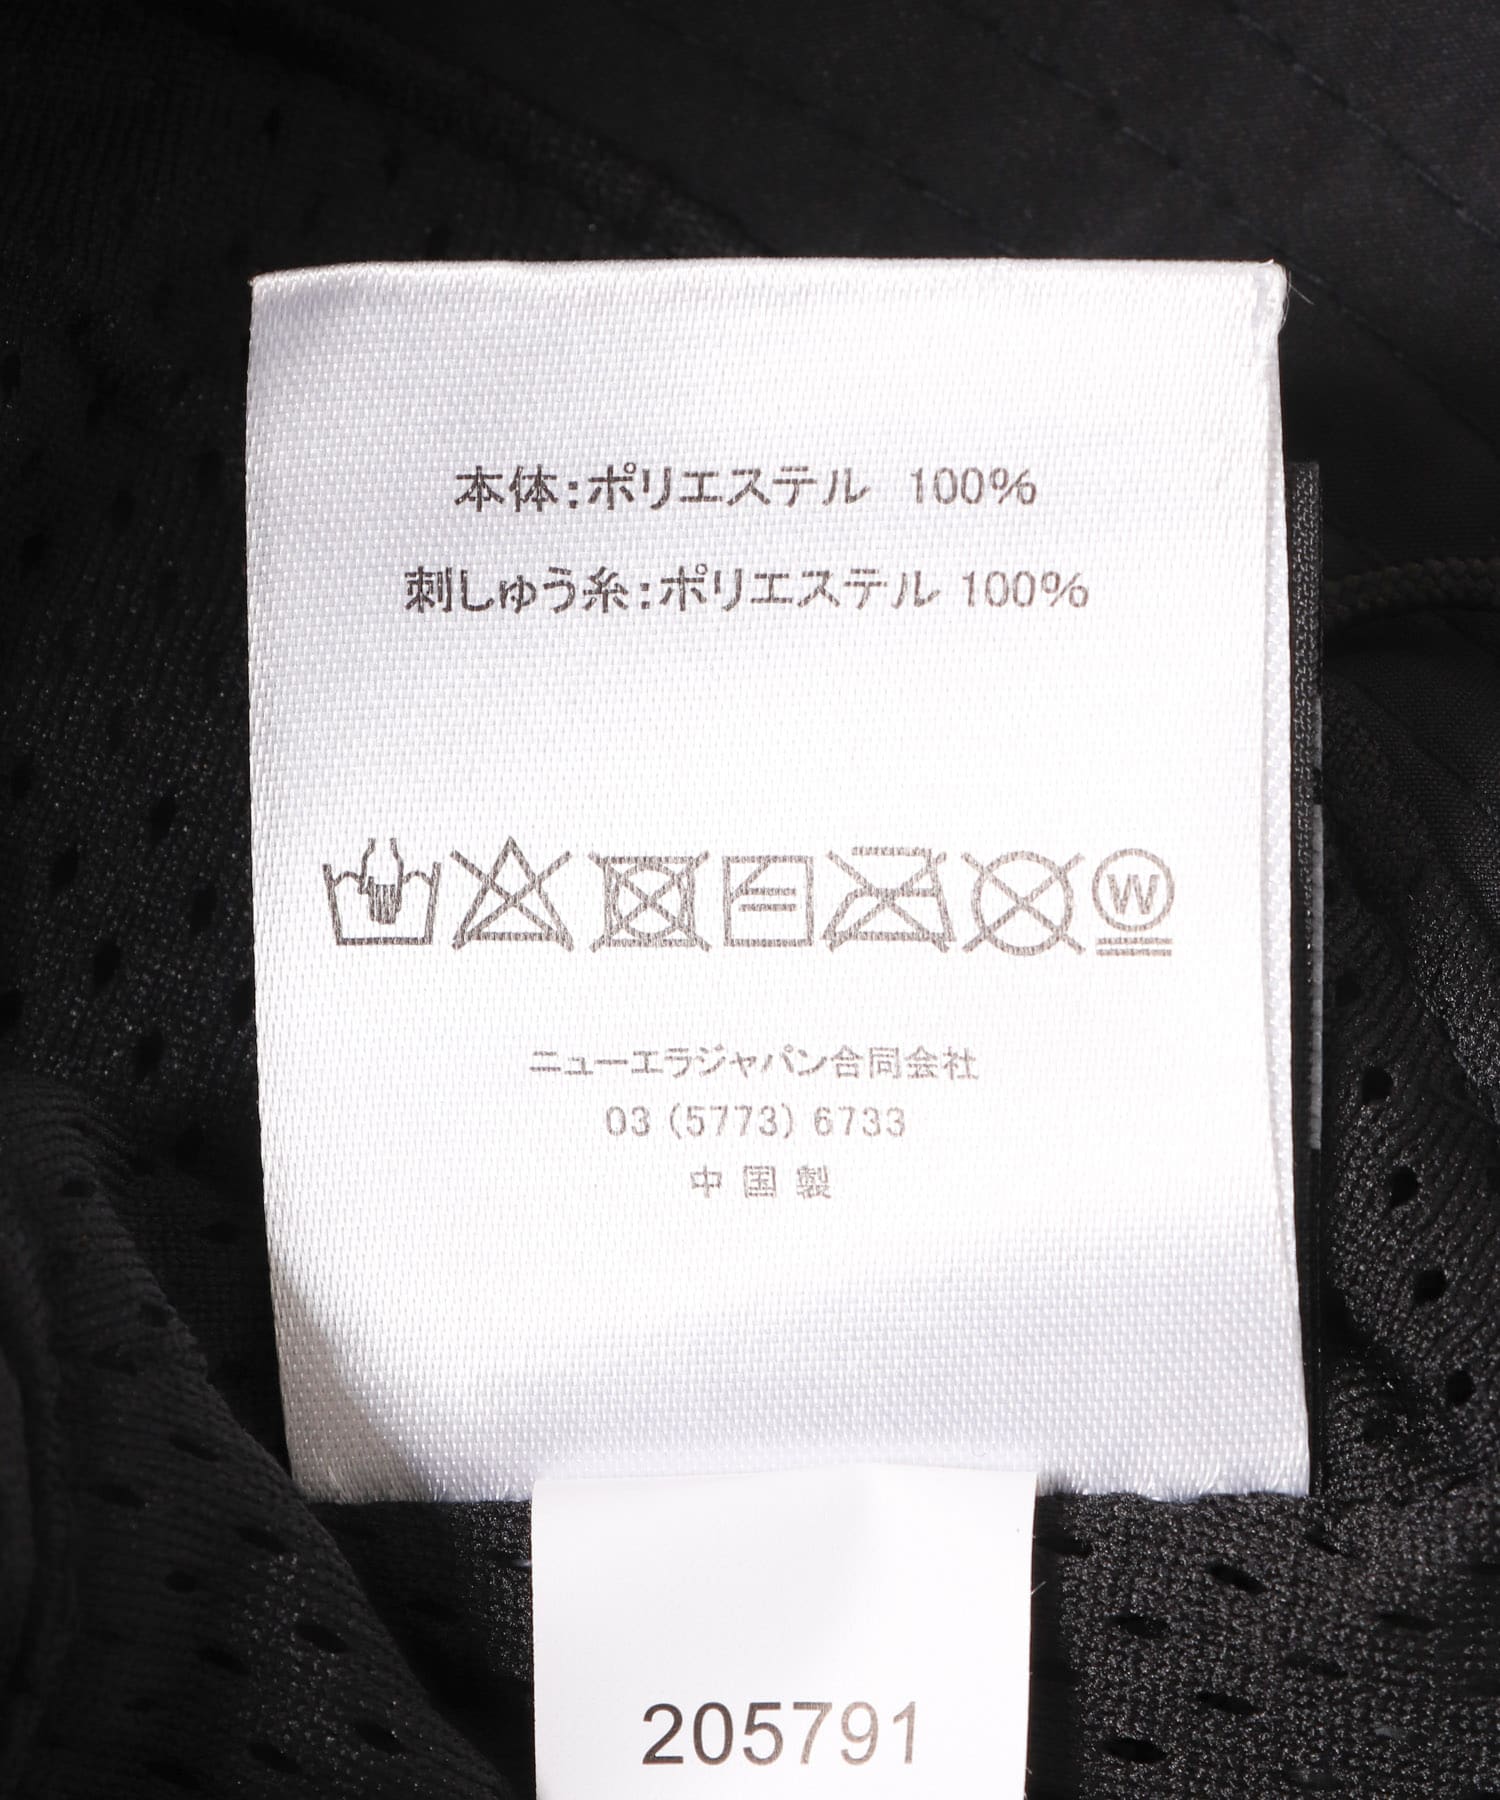 本体：ポリエステル 100%
刺しゅう糸：ポリエステル 100%
W
ニューエラジャパン合同会社
03 (5773) 6733
中 国 製
205791